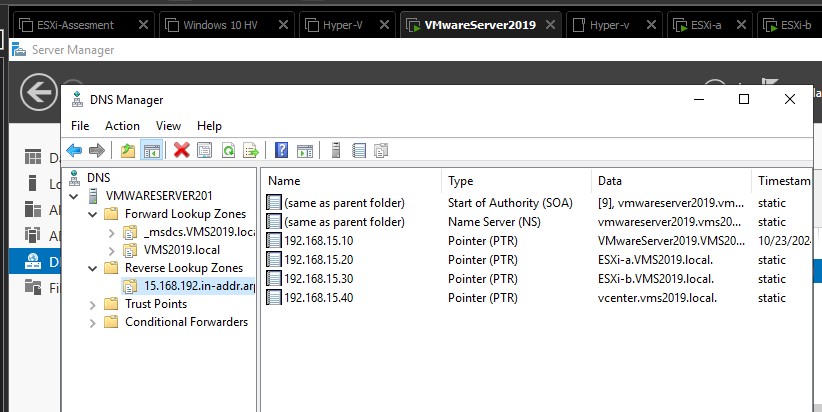 ESXi-Assesment Windows 10 HV Hyper-V VMwareServer2019 Hyper-v ESXi-a ESXi-b
Server Manager
DNS Manager
File Action View Help
DNS
VMWARESERVER201
Forward Lookup Zones
_msdcs.VMS2019.loca
VMS2019.local
Reverse Lookup Zones
15.168.192.in-addr.arp
Trust Points
Conditional Forwarders
Name Type Data Timestam
(same as parent folder) Start of Authority (SOA) [9], vmwareserver2019.vm... static
(same as parent folder) Name Server (NS) vmwareserver2019.vms20... static
192.168.15.10 Pointer (PTR) VMwareServer2019.VMS20... 10/23/202
192.168.15.20 Pointer (PTR) ESXi-a.VMS2019.local. static
192.168.15.30 Pointer (PTR) ESXi-b.VMS2019.local. static
192.168.15.40 Pointer (PTR) vcenter.vms2019.local. static